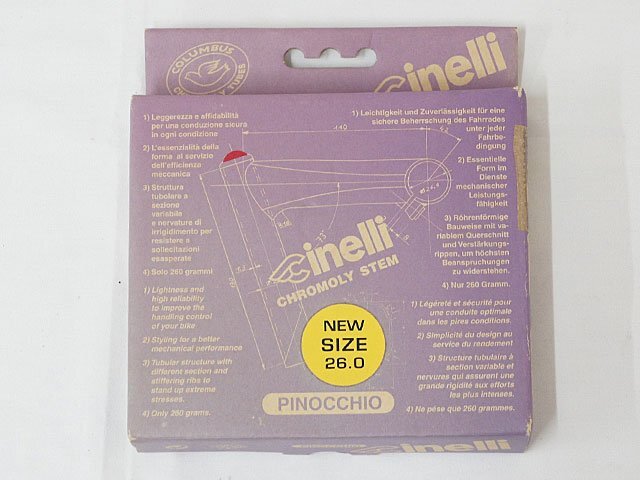 COLUMBUS
TUBES
Cinelli
1) Leggerezza e affidabilità
per una conduzione sicura
in ogni condizione
2) L'essenzialità della
forma al servizio
dell'efficienza
meccanica
3) Struttura
tubolare a
sezione
variabile
e nervature di
irrigidimento per
resistere a
sollecitazioni
esasperate
4) Solo 260 grammi
1) Lightness and
high reliability
to improve the
handling control
of your bike
2) Styling for a better
mechanical performance
3) Tubular structure with
different section and
stiffering ribs to
stand up extreme
stresses.
4) Only 260 grams.
1) Leichtigkeit und Zuverlässigkeit für eine
sichere Beherrschung des Fahrrades
unter jeder
Fahrbe-
dingung
2) Essentielle
Form im
Dienste
mechanischer
Leistungs-
fähigkeit
3) Röhrenförmige
Bauweise mit va-
riablem Querschnitt
und Verstärkungs-
rippen, um höchsten
Beanspruchungen
zu widerstehen.
4) Nur 260 Gramm.
1) Légéreté et sécurité pour
une conduite optimale
dans les pires conditions.
2) Simplicité du design au
service du rendement
3) Structure tubulaire à
section variable et
nervures qui assurent une
grande rigidité aux efforts
les plus intenses.
4) Ne pése que 260 grammes.
Cinelli
CHROMOLY STEM
NEW
SIZE
26.0
PINOCCHIO
Cinelli